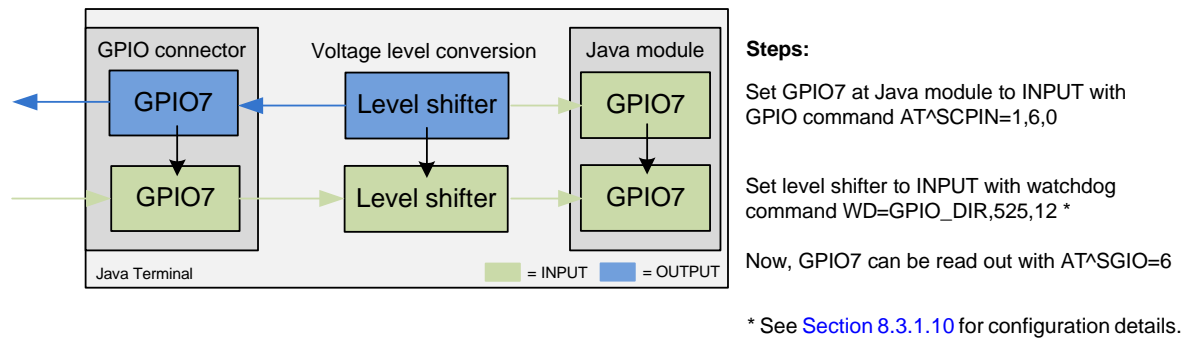 GPIO connector
Voltage level conversion
Java module
GPIO7
Level shifter
GPIO7
GPIO7
Level shifter
GPIO7
Java Terminal
= INPUT
= OUTPUT
Steps:
Set GPIO7 at Java module to INPUT with
GPIO command AT^SCPIN=1,6,0
Set level shifter to INPUT with watchdog
command WD=GPIO_DIR,525,12 *
Now, GPIO7 can be read out with AT^SGIO=6
* See Section 8.3.1.10 for configuration details.